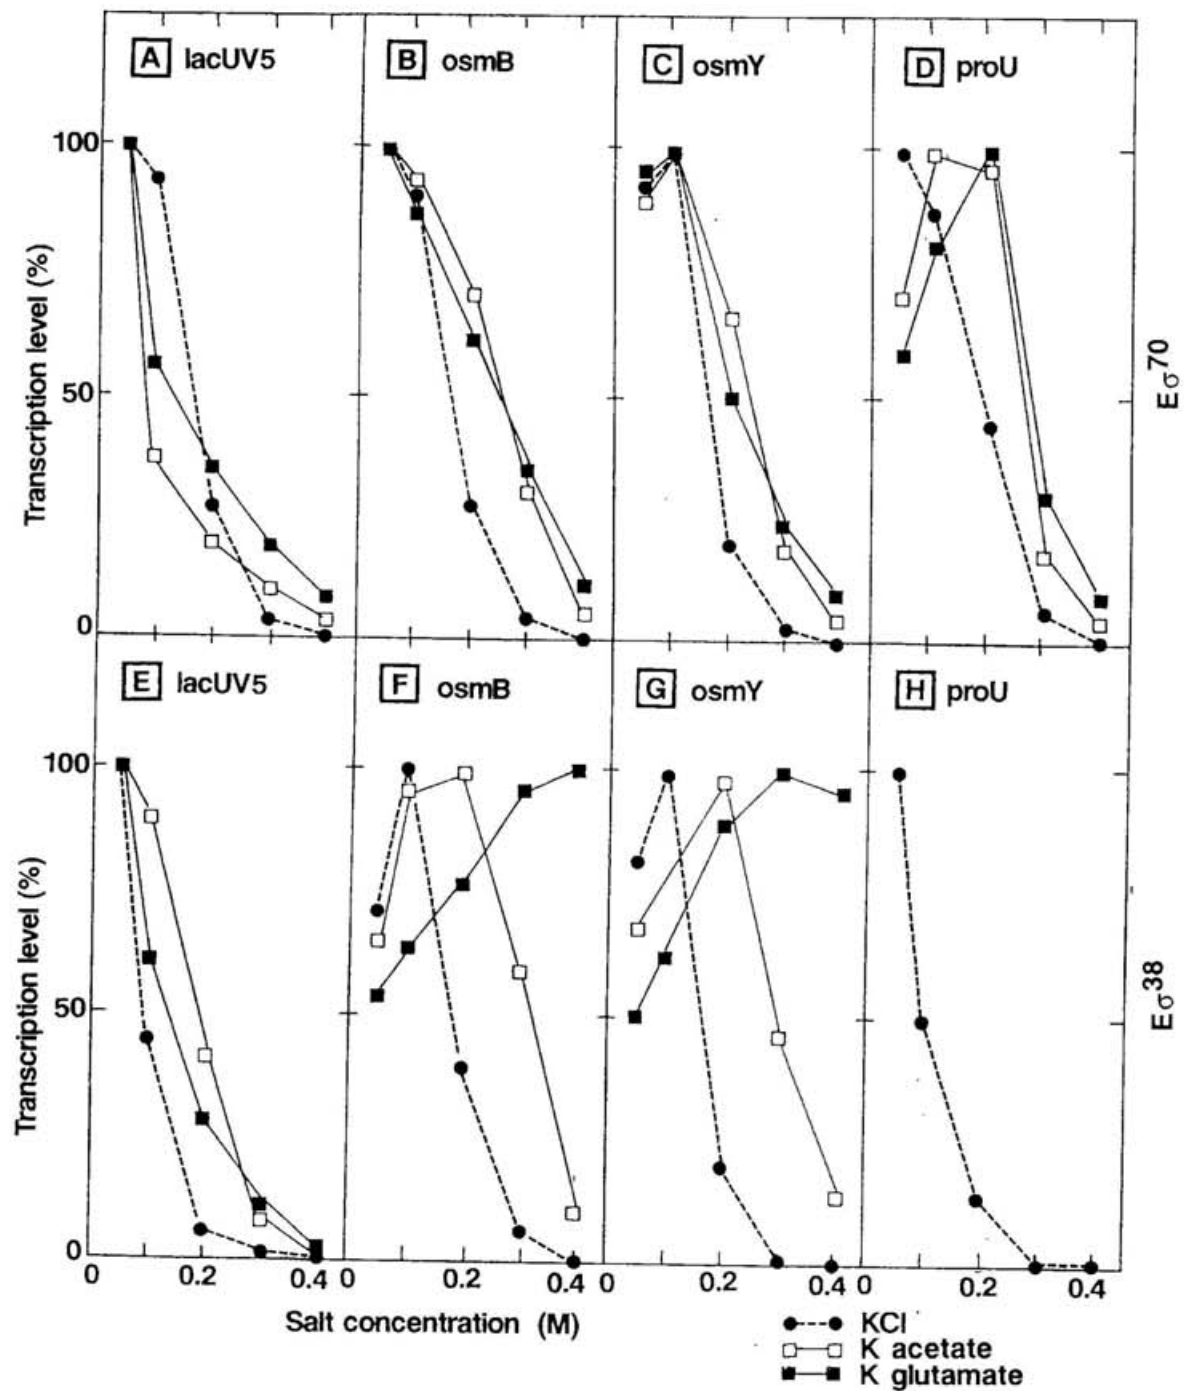 A lacUV5
B osmB
C osmY
D proU
100
50
0
Transcription level (%)
Eσ70
E lacUV5
F osmB
G osmY
H proU
100
50
0
Transcription level (%)
Eσ38
0 0.2 0.4 0 0.2 0.4 0 0.2 0.4 0 0.2 0.4
Salt concentration (M)
KCl
K acetate
K glutamate